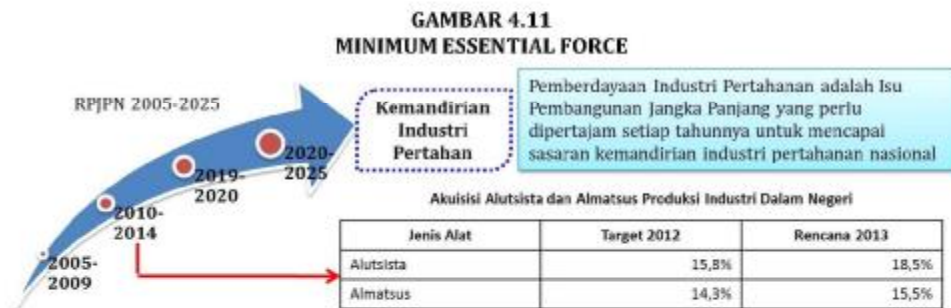 GAMBAR 4.11
MINIMUM ESSENTIAL FORCE
RPJPN 2005-2025
2005-
2009
2010-
2014
2019-
2020
2020-
2025
Kemandirian
Industri
Pertahan
Pemberdayaan Industri Pertahanan adalah Isu
Pembangunan Jangka Panjang yang perlu
dipertajam setiap tahunnya untuk mencapai
sasaran kemandirian industri pertahanan nasional
Akuisisi Alutsista dan Almatsus Produksi Industri Dalam Negeri
Jenis Alat Target 2012 Rencana 2013
Alutsista 15,8% 18,5%
Almatsus 14,3% 15,5%